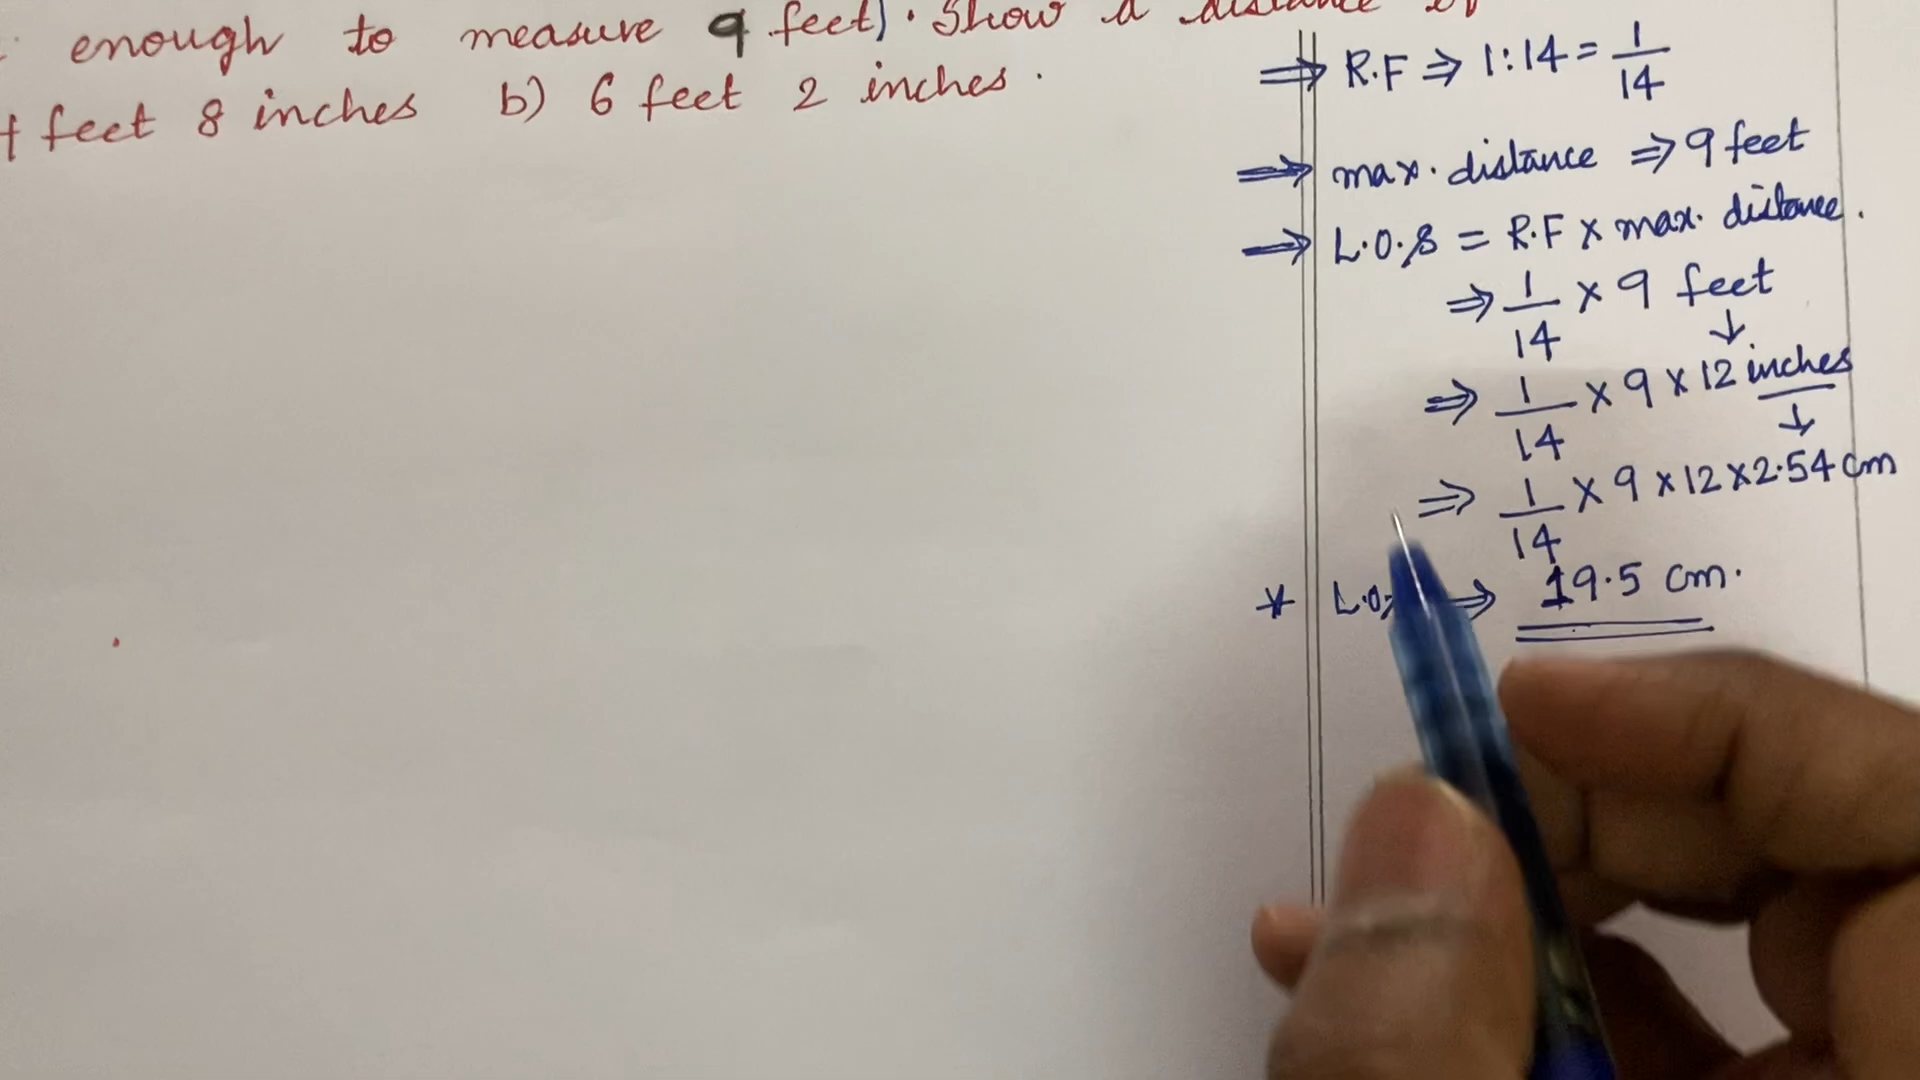 enough to measure 9 feet). Show a distance of
feet 8 inches b) 6 feet 2 inches.
⇒ R.F ⇒ 1:14 = 1/14
⇒ max. distance ⇒ 9 feet
⇒ L.O.S = R.F × max. distance.
⇒ 1/14 × 9 feet
↓
⇒ 1/14 × 9 × 12 inches
↓
⇒ 1/14 × 9 × 12 × 2.54 cm
* L.O. ⇒ 19.5 cm.